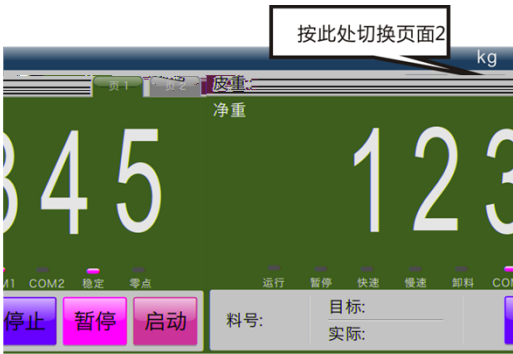 按此处切换页面2
kg
页1 页2 皮重:
净重
345 123
COM2 稳定 零点 运行 暂停 快速 慢速 卸料
停止 暂停 启动 料号: 目标:
实际: